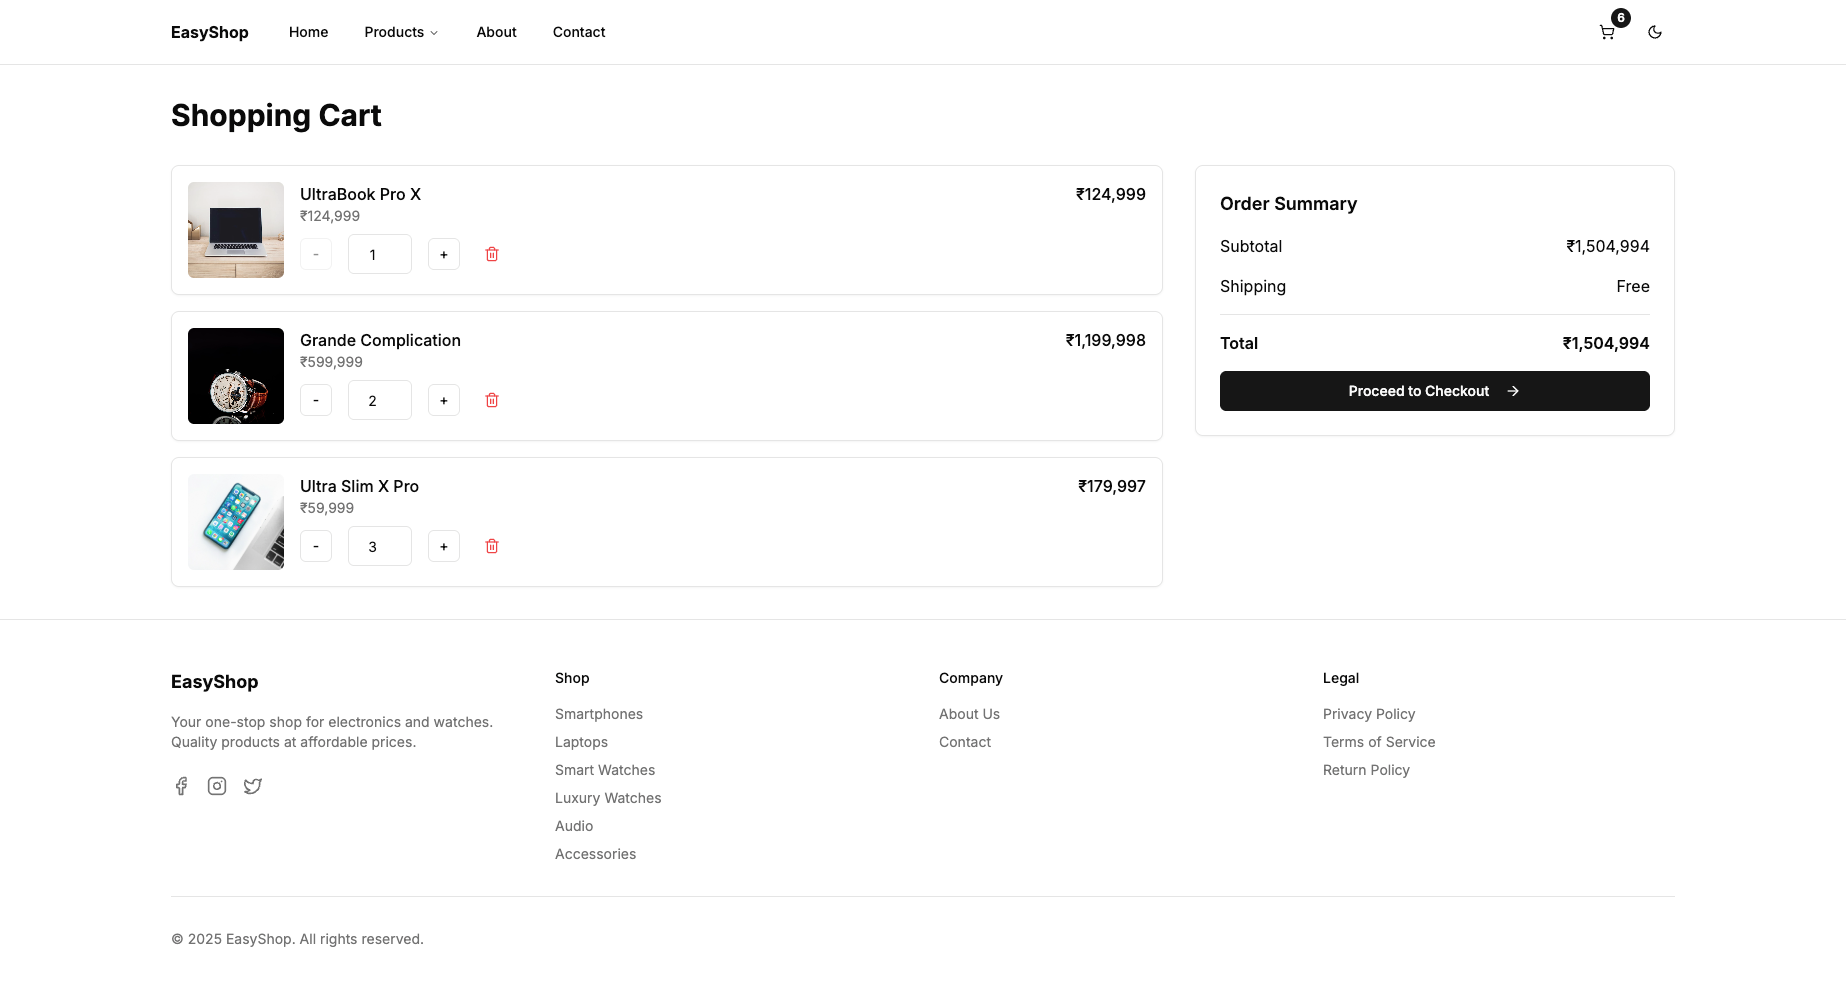 EasyShop
Home
Products
About
Contact
6
Shopping Cart
UltraBook Pro X
₹124,999
₹124,999
-
1
+
Grande Complication
₹1,199,998
₹599,999
-
2
+
Ultra Slim X Pro
₹179,997
₹59,999
-
3
+
Order Summary
Subtotal
₹1,504,994
Shipping
Free
Total
₹1,504,994
Proceed to Checkout
EasyShop
Your one-stop shop for electronics and watches.
Quality products at affordable prices.
Shop
Smartphones
Laptops
Smart Watches
Luxury Watches
Audio
Accessories
Company
About Us
Contact
Legal
Privacy Policy
Terms of Service
Return Policy
© 2025 EasyShop. All rights reserved.